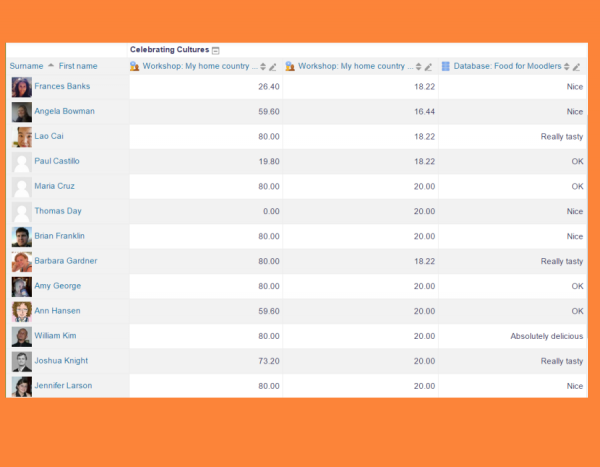 Celebrating Cultures
Surname First name Workshop: My home country ... Workshop: My home country ... Database: Food for Moodlers
Frances Banks 26.40 18.22 Nice
Angela Bowman 59.60 16.44 Nice
Lao Cai 80.00 18.22 Really tasty
Paul Castillo 19.80 18.22 OK
Maria Cruz 80.00 20.00 OK
Thomas Day 0.00 20.00 Nice
Brian Franklin 80.00 20.00 Nice
Barbara Gardner 80.00 18.22 Really tasty
Amy George 80.00 20.00 OK
Ann Hansen 59.60 20.00 OK
William Kim 80.00 20.00 Absolutely delicious
Joshua Knight 73.20 20.00 Really tasty
Jennifer Larson 80.00 20.00 Nice